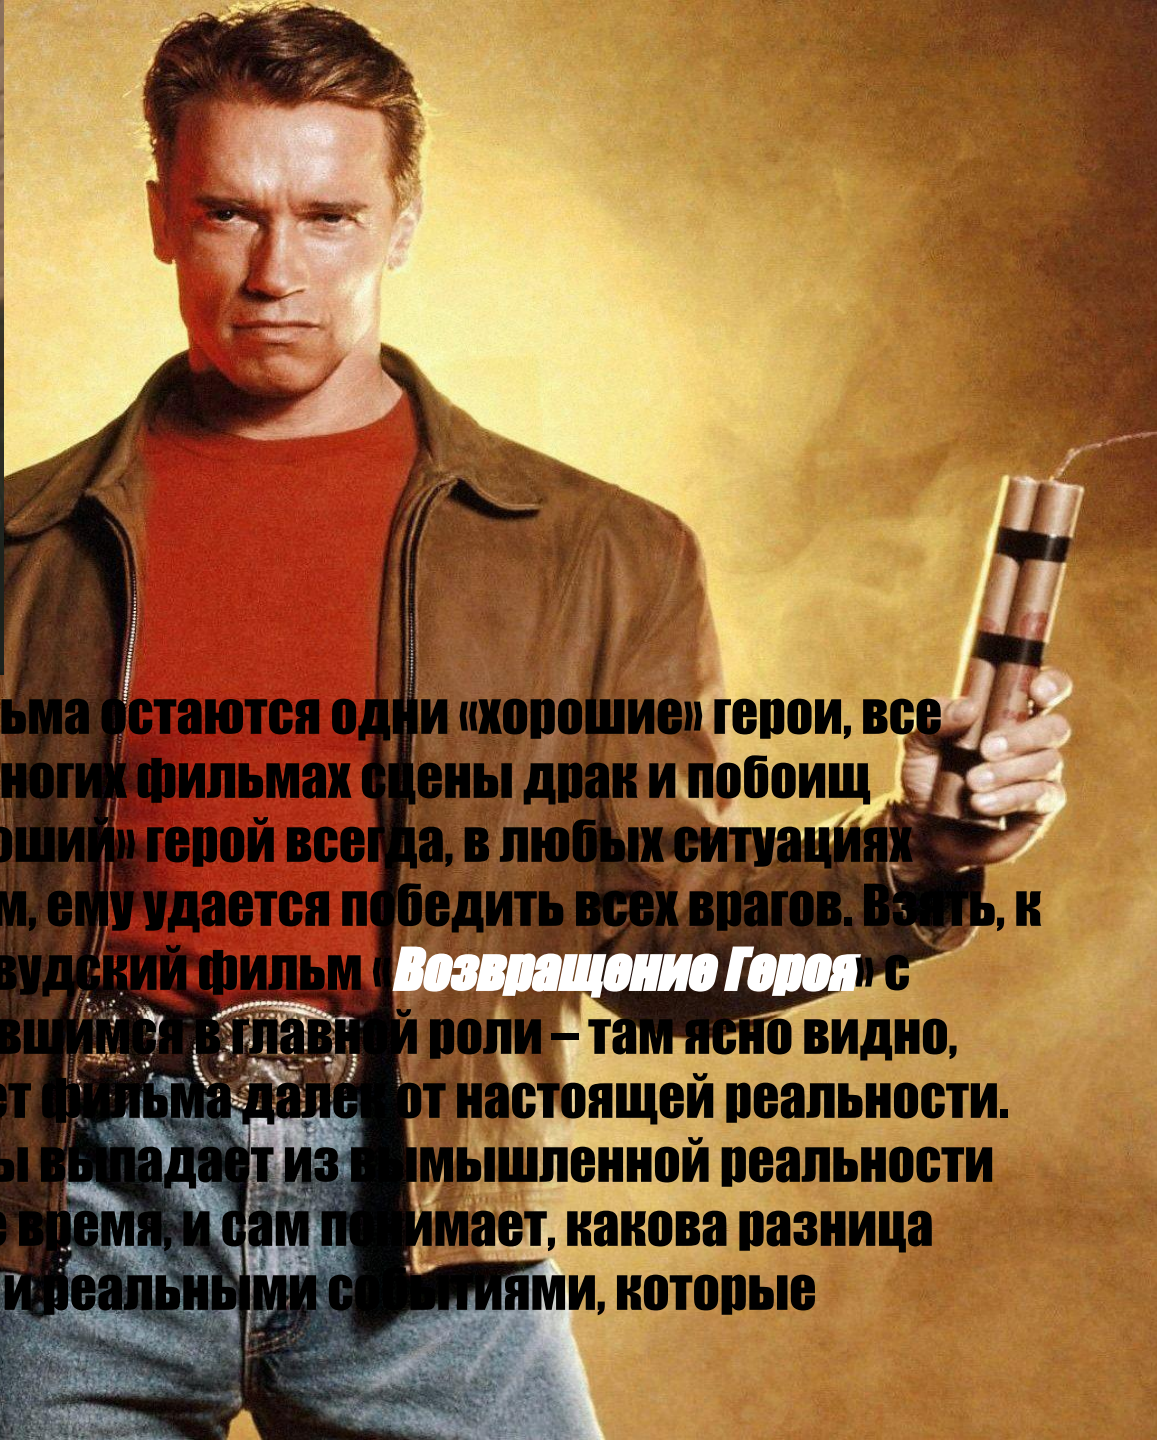 ьма остаются одни «хорошие» герои, все
ногих фильмах сцены драк и побоищ
оший» герой всегда, в любых ситуациях
м, ему удается победить всех врагов. Взять, к
вудский фильм «Возвращение Героя» с
вшимся в главной роли – там ясно видно,
ет фильма далек от настоящей реальности.
ы выпадает из вымышленной реальности
е время, и сам понимает, какова разница
и реальными событиями, которые